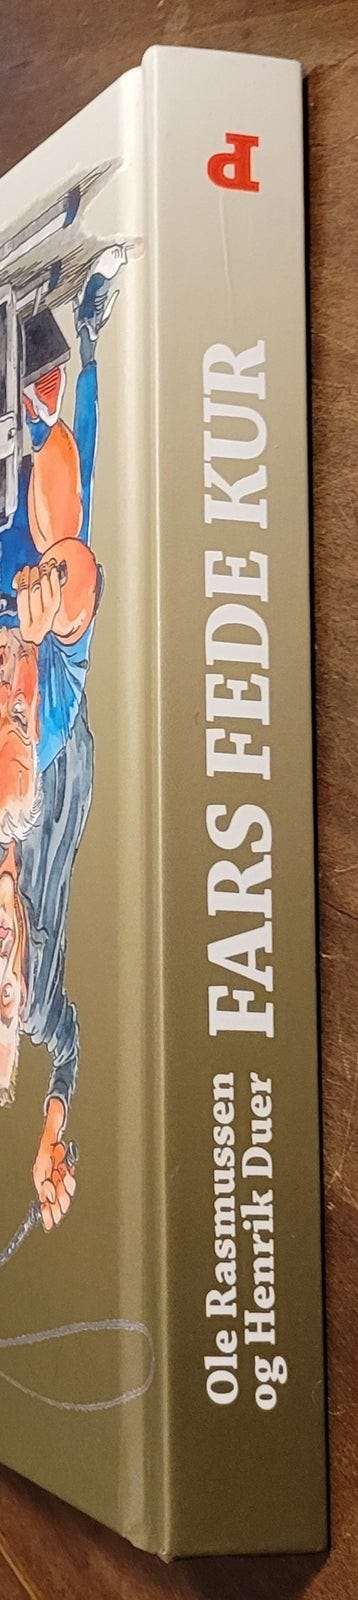 Ole Rasmussen
og Henrik Duer
FARS FEDE KUR
P